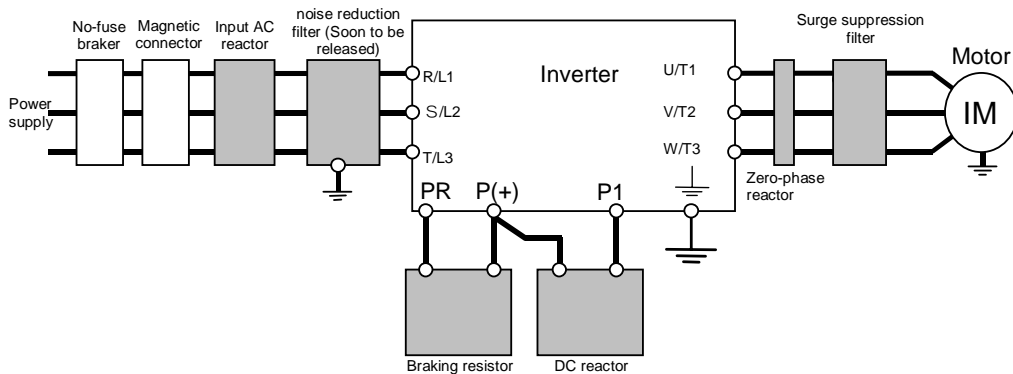 No-fuse
braker
Magnetic
connector
Input AC
reactor
noise reduction
filter (Soon to be
released)
Surge suppression
filter
Motor
Power
supply
R/L1
S/L2
T/L3
Inverter
U/T1
V/T2
W/T3
IM
Zero-phase
reactor
PR
P(+)
P1
Braking resistor
DC reactor